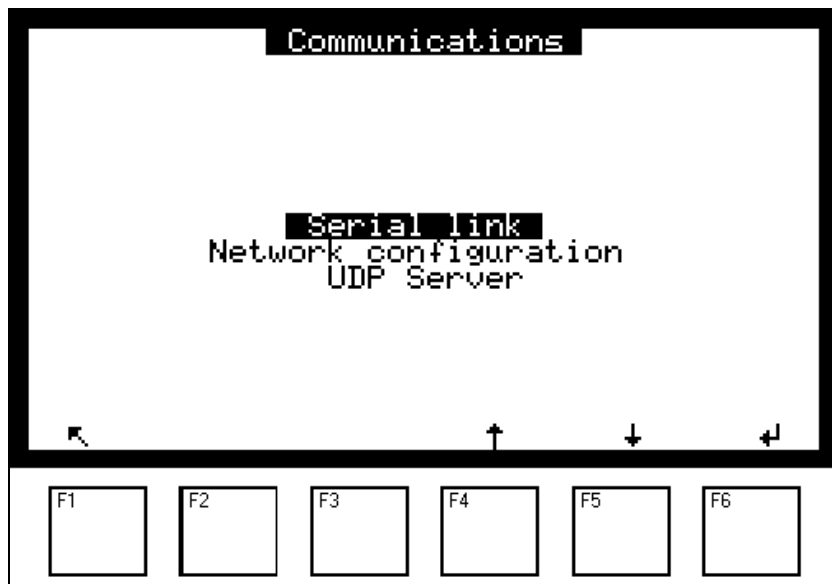 Communications
Serial link
Network configuration
UDP Server
F1 F2 F3 F4 F5 F6